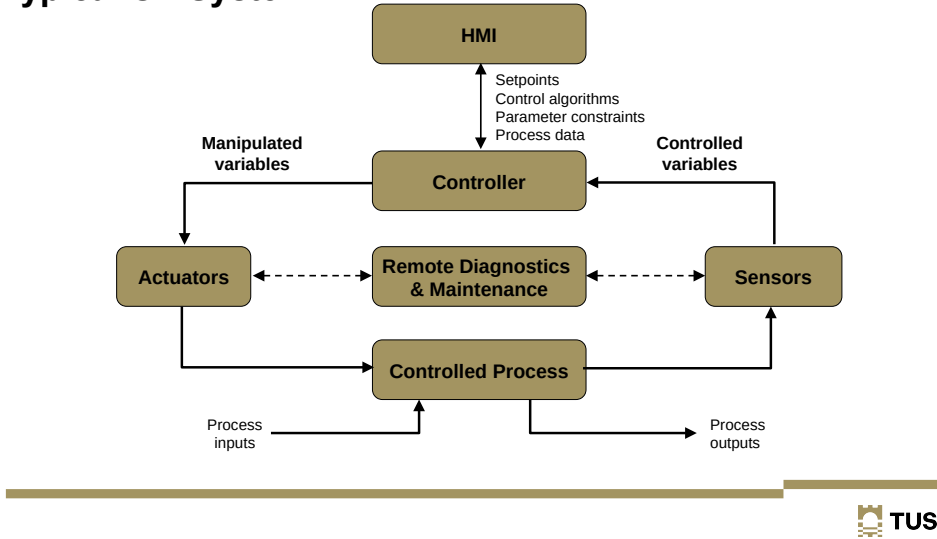 HMI
Setpoints
Control algorithms
Parameter constraints
Process data
Manipulated
variables
Controlled
variables
Controller
Actuators
Remote Diagnostics
& Maintenance
Sensors
Controlled Process
Process
inputs
Process
outputs
TUS